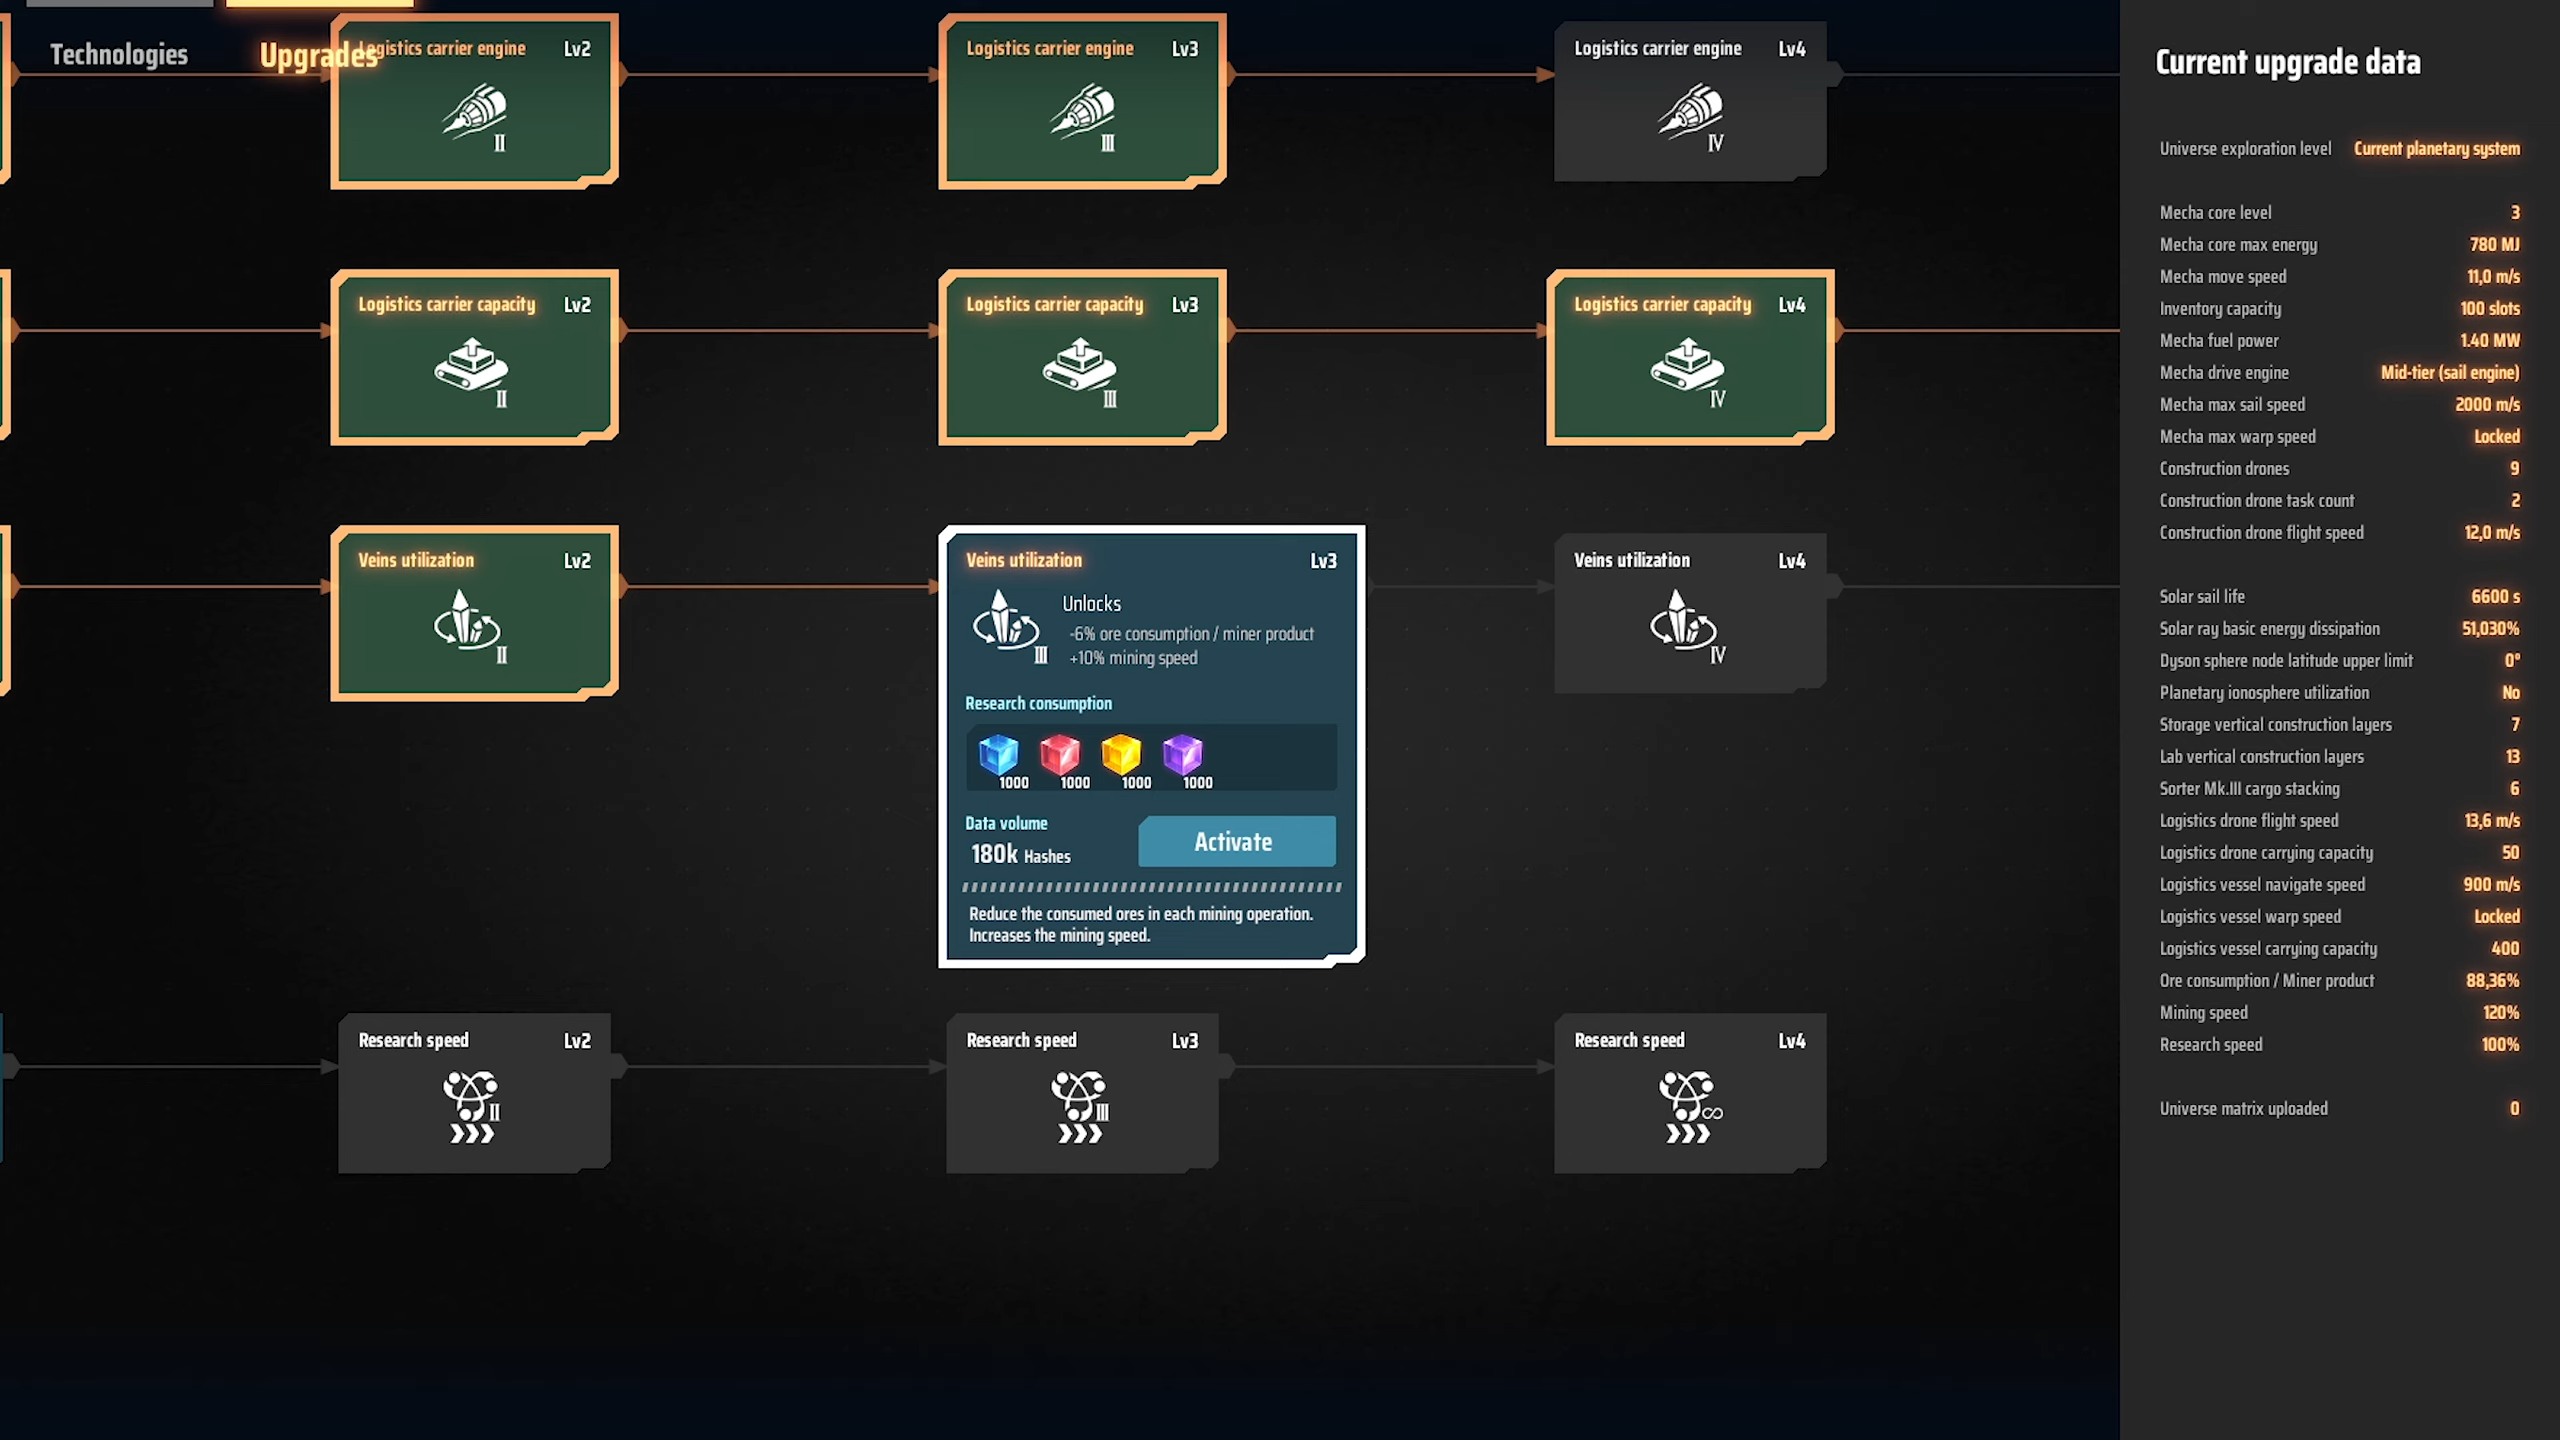 Technologies
Upgrades
Logistics carrier engine Lv2
II
Logistics carrier engine Lv3
III
Logistics carrier engine Lv4
IV
Logistics carrier capacity Lv2
II
Logistics carrier capacity Lv3
III
Logistics carrier capacity Lv4
IV
Veins utilization Lv2
II
Veins utilization Lv3
III
Unlocks
-6% ore consumption / miner product
+10% mining speed
Research consumption
1000 1000 1000 1000
Data volume
180k Hashes
Activate
Reduce the consumed ores in each mining operation.
Increases the mining speed.
Veins utilization Lv4
IV
Research speed Lv2
II
Research speed Lv3
III
Research speed Lv4
∞
Current upgrade data
Universe exploration level Current planetary system
Mecha core level 3
Mecha core max energy 780 MJ
Mecha move speed 11,0 m/s
Inventory capacity 100 slots
Mecha fuel power 1.40 MW
Mecha drive engine Mid-tier (sail engine)
Mecha max sail speed 2000 m/s
Mecha max warp speed Locked
Construction drones 9
Construction drone task count 2
Construction drone flight speed 12,0 m/s
Solar sail life 6600 s
Solar ray basic energy dissipation 51,030%
Dyson sphere node latitude upper limit 0°
Planetary ionosphere utilization No
Storage vertical construction layers 7
Lab vertical construction layers 13
Sorter Mk.III cargo stacking 6
Logistics drone flight speed 13,6 m/s
Logistics drone carrying capacity 50
Logistics vessel navigate speed 900 m/s
Logistics vessel warp speed Locked
Logistics vessel carrying capacity 400
Ore consumption / Miner product 88,36%
Mining speed 120%
Research speed 100%
Universe matrix uploaded 0